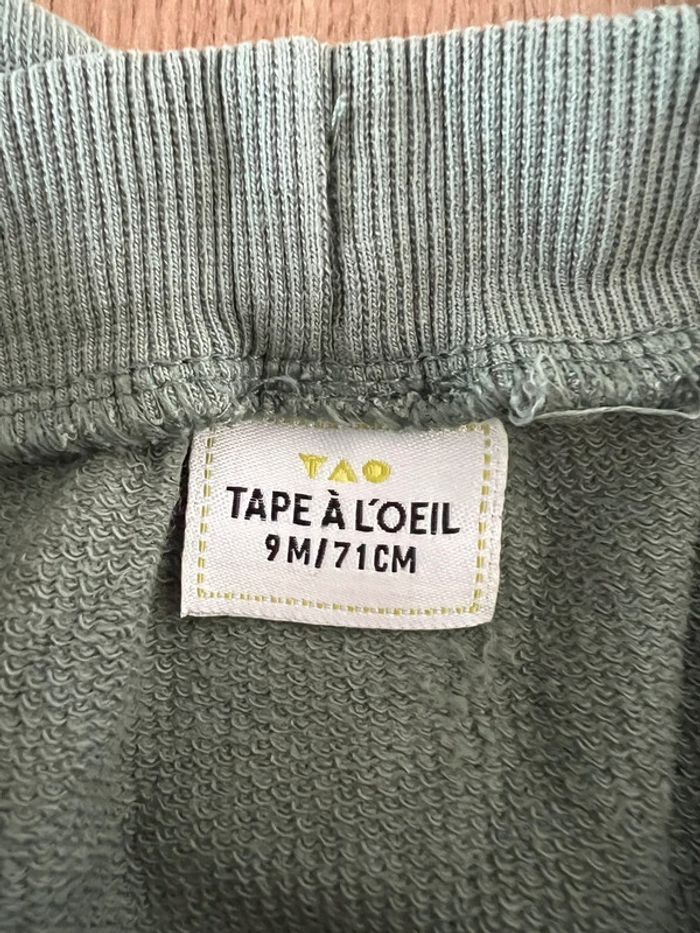 TAO
TAPE À L'OEIL
9M/71CM